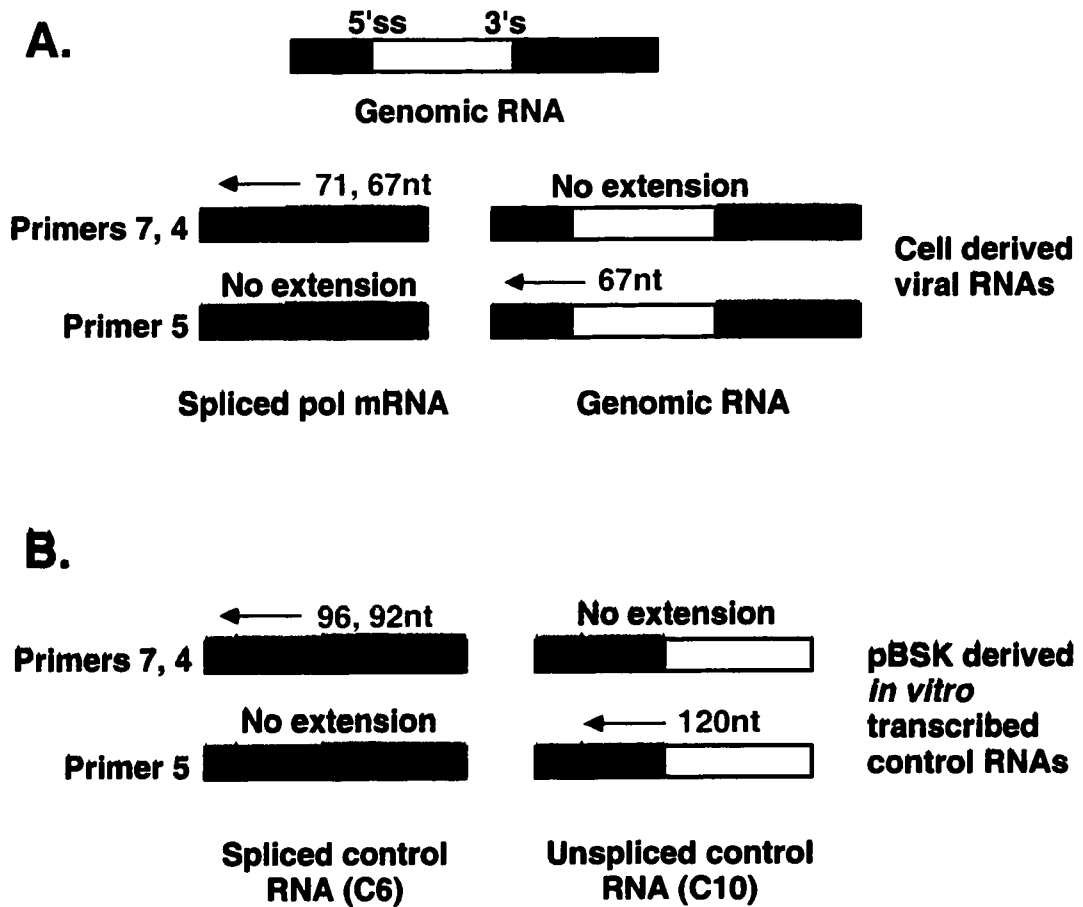 A.
5'ss 3's
Genomic RNA
71, 67nt
No extension
Primers 7, 4
Cell derived
viral RNAs
No extension
67nt
Primer 5
Spliced pol mRNA
Genomic RNA
B.
96, 92nt
No extension
Primers 7, 4
pBSK derived
in vitro
transcribed
control RNAs
No extension
120nt
Primer 5
Spliced control
RNA (C6)
Unspliced control
RNA (C10)